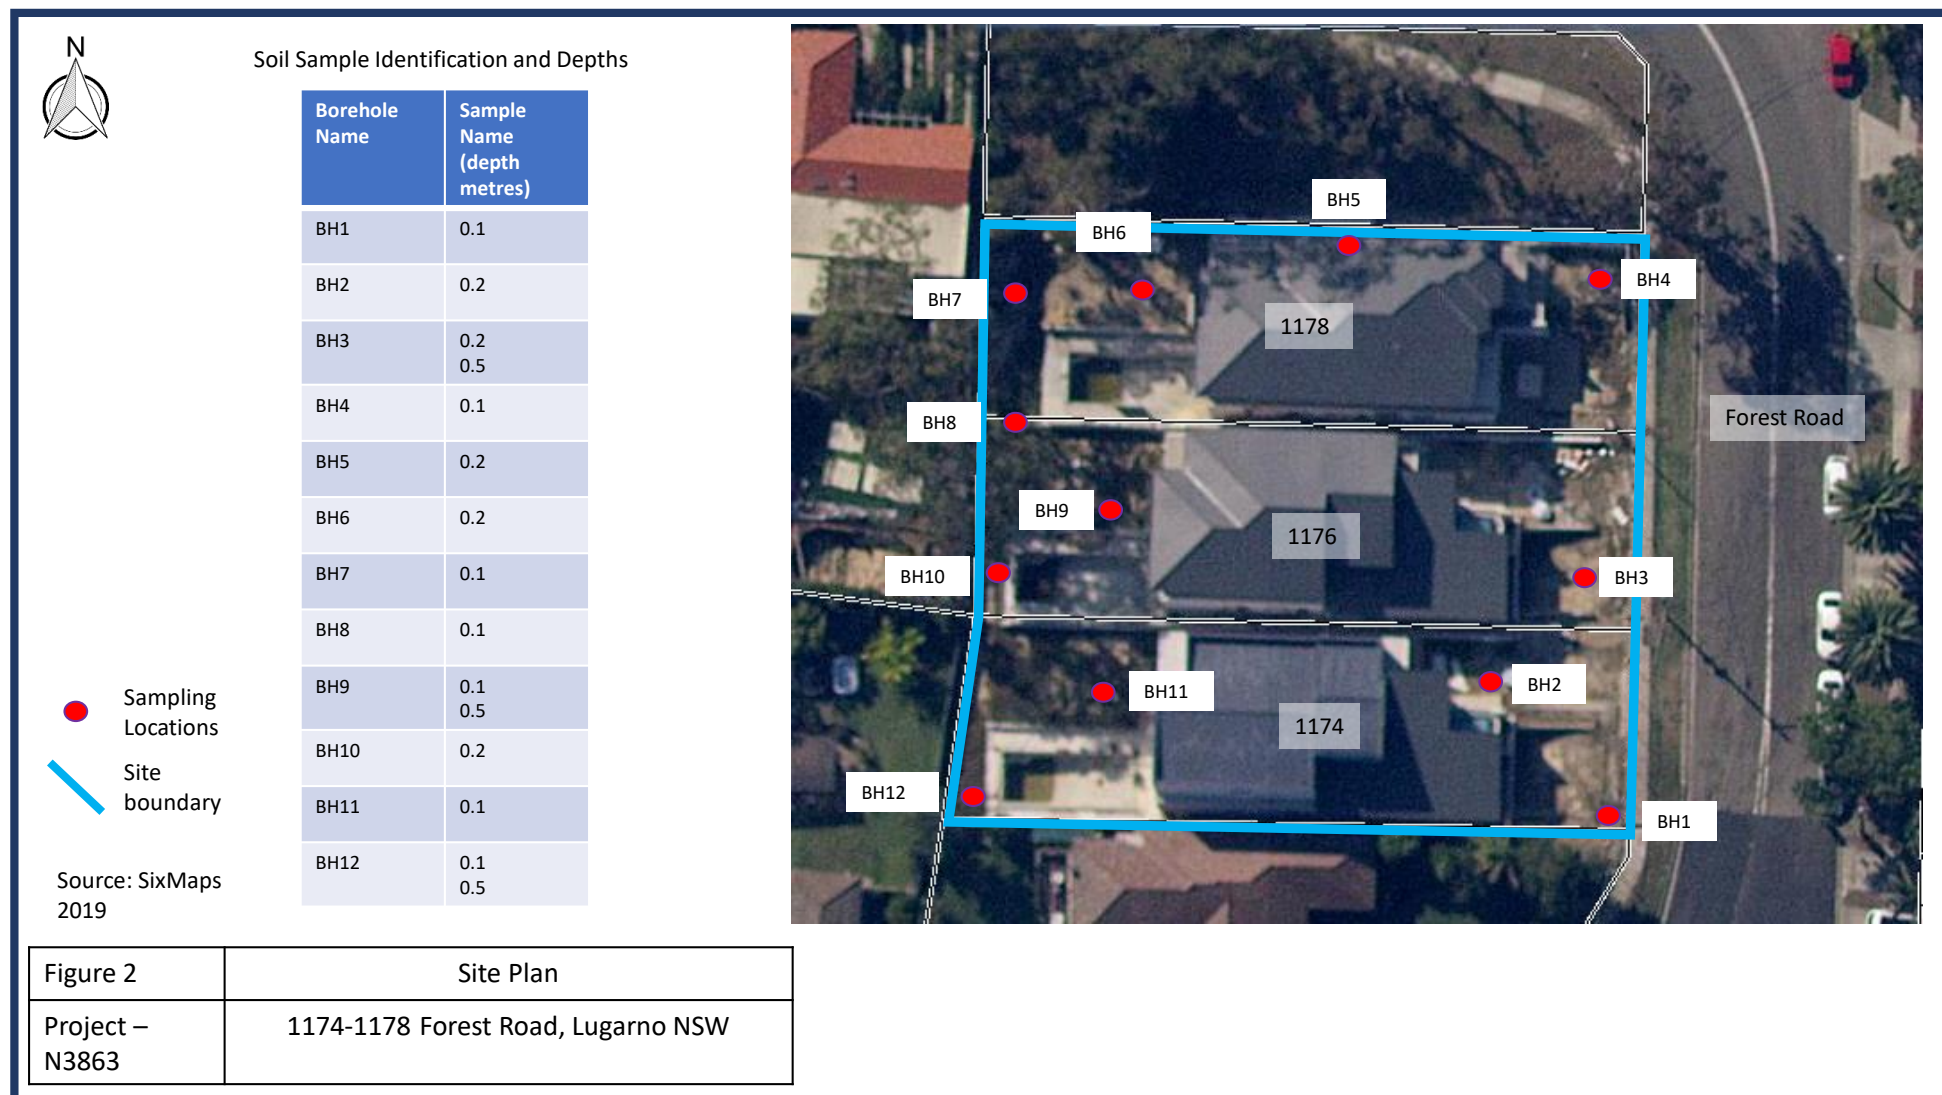 N
Soil Sample Identification and Depths
Borehole
Name
Sample
Name
(depth
metres)
BH1
0.1
BH2
0.2
BH3
0.2
0.5
BH4
0.1
BH5
0.2
BH6
0.2
BH7
0.1
BH8
0.1
BH9
0.1
0.5
BH10
0.2
BH11
0.1
BH12
0.1
0.5
Sampling
Locations
Site
boundary
Source: SixMaps
2019
BH5
BH6
BH7
BH4
1178
BH8
Forest Road
BH9
1176
BH10
BH3
BH11
BH2
1174
BH12
BH1
Figure 2
Site Plan
Project –
N3863
1174-1178 Forest Road, Lugarno NSW